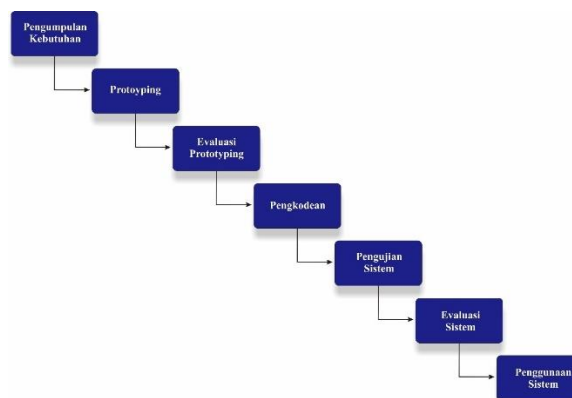 Pengumpulan
Kebutuhan
Protoyping
Evaluasi
Prototyping
Pengkodean
Pengujian
Sistem
Evaluasi
Sistem
Penggunaan
Sistem